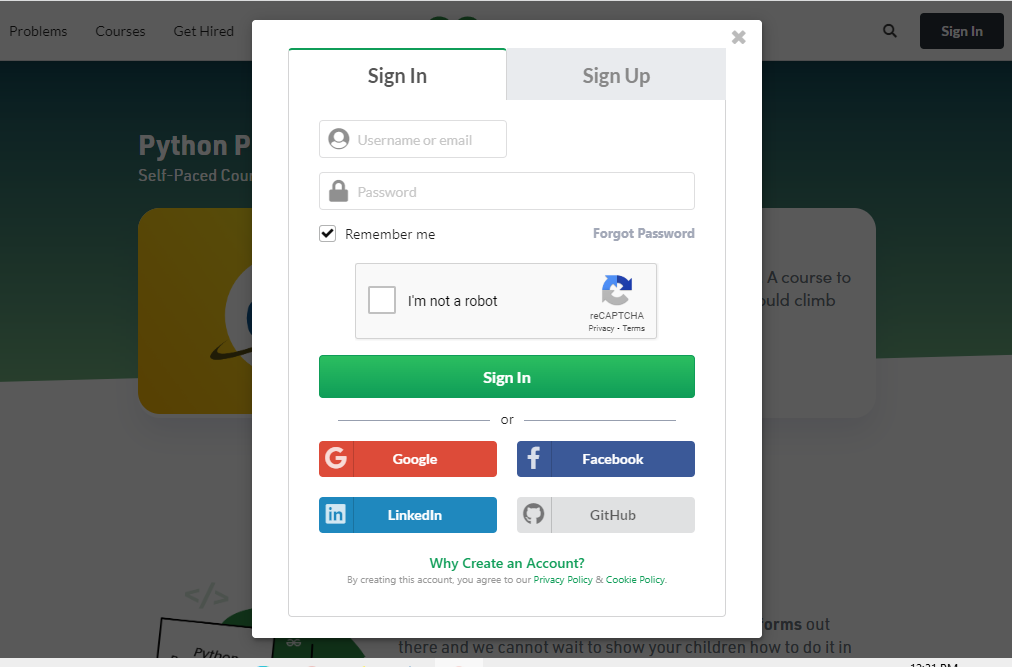 Problems Courses Get Hired Sign In
Sign In Sign Up
Python P
Username or email
Self-Paced Cour
Password
Remember me Forgot Password
A course to
I'm not a robot
ould climb
reCAPTCHA
Privacy - Terms
Sign In
or
Google Facebook
in LinkedIn GitHub
Why Create an Account?
By creating this account, you agree to our Privacy Policy & Cookie Policy.
</>
orms out
there and we cannot wait to show your children how to do it in
Python